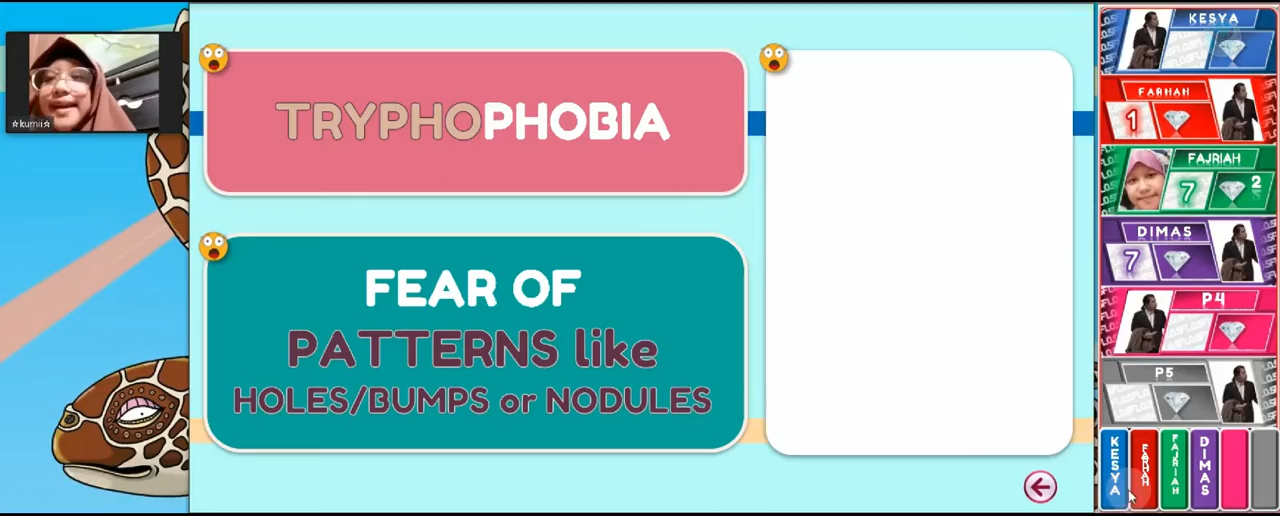 ☆kumii☆
TRYPHOPHOBIA
FEAR OF
PATTERNS like
HOLES/BUMPS or NODULES
KESYA
FARHAH
1
FAJRIAH
7
2
DIMAS
7
P4
P5
KESYA
FARHAH
FAJRIAH
DIMAS